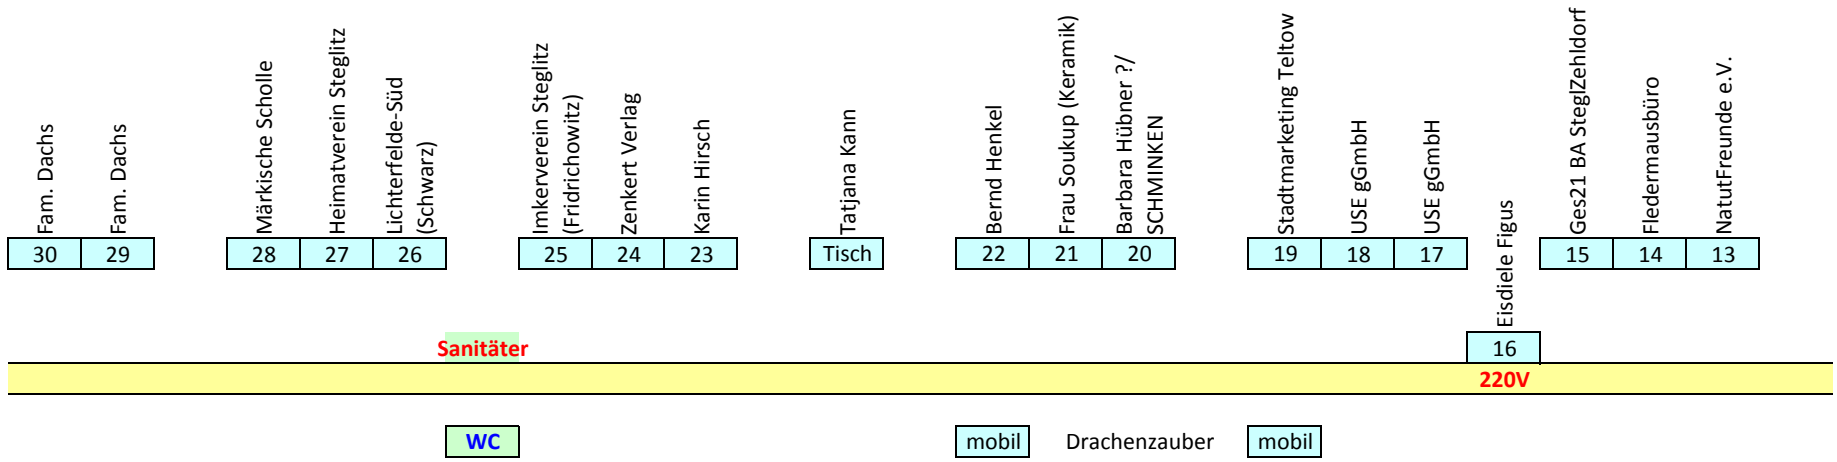 Fam. Dachs
Fam. Dachs
Märkische Scholle
Heimatverein Steglitz
Lichterfelde-Süd
(Schwarz)
Imkerverein Steglitz
(Fridrichowitz)
Zenkert Verlag
Karin Hirsch
Tatjana Kann
Bernd Henkel
Frau Soukup (Keramik)
Barbara Hübner ?/
SCHMINKEN
Stadtmarketing Teltow
USE gGmbH
USE gGmbH
Eisdiele Figus
Ges21 BA SteglZehldorf
Fledermausbüro
NatutFreunde e.V.
30 29 28 27 26 25 24 23 Tisch 22 21 20 19 18 17 15 14 13
Sanitäter 16
220V
WC mobil Drachenzauber mobil